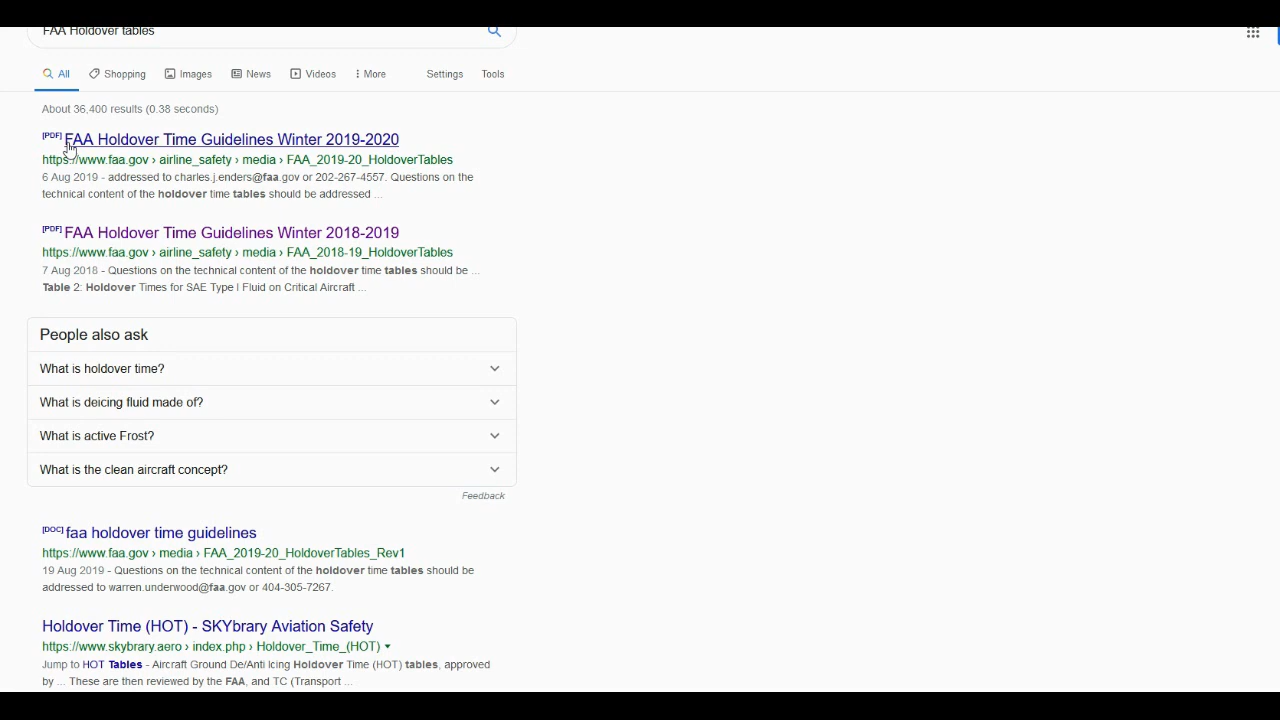 FAA Holdover tables
All Shopping Images News Videos More Settings Tools
About 36,400 results (0.38 seconds)
[PDF] FAA Holdover Time Guidelines Winter 2019-2020
https://www.faa.gov › airline_safety › media › FAA_2019-20_HoldoverTables
6 Aug 2019 - addressed to charles.j.enders@faa.gov or 202-267-4557. Questions on the
technical content of the holdover time tables should be addressed ...
[PDF] FAA Holdover Time Guidelines Winter 2018-2019
https://www.faa.gov › airline_safety › media › FAA_2018-19_HoldoverTables
7 Aug 2018 - Questions on the technical content of the holdover time tables should be ...
Table 2: Holdover Times for SAE Type I Fluid on Critical Aircraft ...
People also ask
What is holdover time?
What is deicing fluid made of?
What is active Frost?
What is the clean aircraft concept?
Feedback
[DOC] faa holdover time guidelines
https://www.faa.gov › media › FAA_2019-20_HoldoverTables_Rev1
19 Aug 2019 - Questions on the technical content of the holdover time tables should be
addressed to warren.underwood@faa.gov or 404-305-7267.
Holdover Time (HOT) - SKYbrary Aviation Safety
https://www.skybrary.aero › index.php › Holdover_Time_(HOT)
Jump to HOT Tables - Aircraft Ground De/Anti Icing Holdover Time (HOT) tables, approved
by ... These are then reviewed by the FAA, and TC (Transport ...